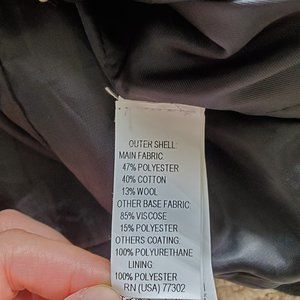 OUTER SHELL:
MAIN FABRIC:
47% POLYESTER
40% COTTON
13% WOOL
OTHER BASE FABRIC:
85% VISCOSE
15% POLYESTER
OTHERS COATING:
100% POLYURETHANE
LINING:
100% POLYESTER
RN (USA) 77302